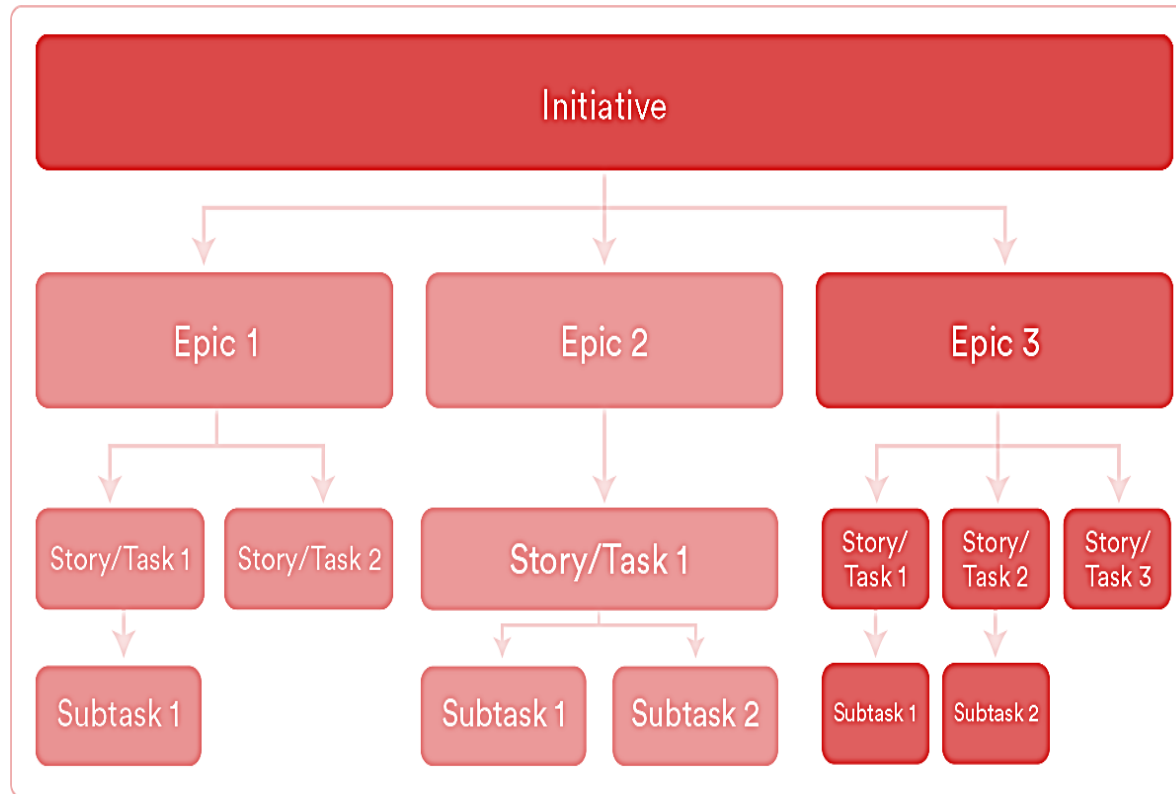 Initiative
Epic 1
Epic 2
Epic 3
Story/Task 1
Story/Task 2
Story/Task 1
Story/
Task 1
Story/
Task 2
Story/
Task 3
Subtask 1
Subtask 1
Subtask 2
Subtask 1
Subtask 2